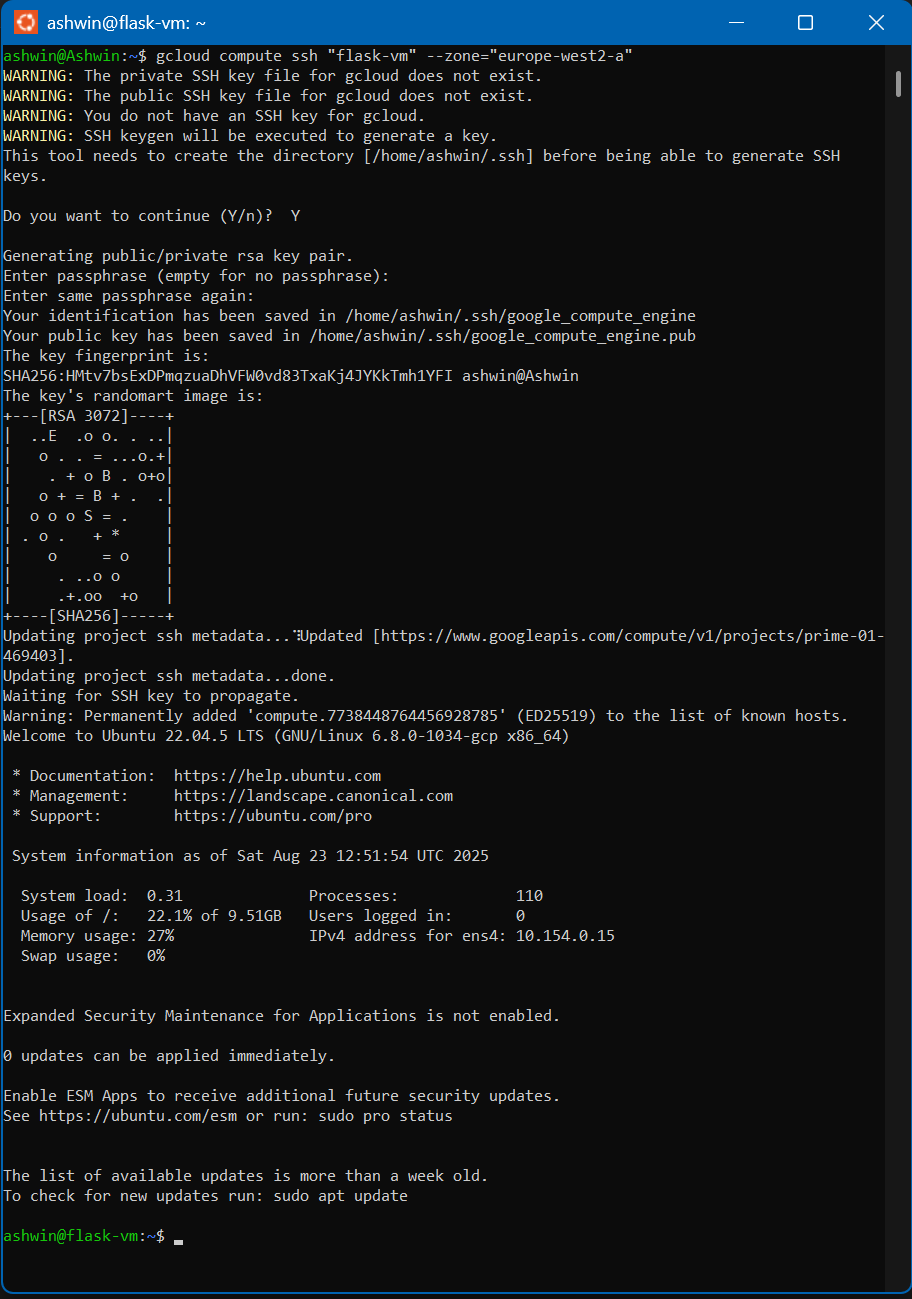 ashwin@flask-vm: ~
ashwin@Ashwin:~$ gcloud compute ssh "flask-vm" --zone="europe-west2-a"
WARNING: The private SSH key file for gcloud does not exist.
WARNING: The public SSH key file for gcloud does not exist.
WARNING: You do not have an SSH key for gcloud.
WARNING: SSH keygen will be executed to generate a key.
This tool needs to create the directory [/home/ashwin/.ssh] before being able to generate SSH
keys.

Do you want to continue (Y/n)?  Y

Generating public/private rsa key pair.
Enter passphrase (empty for no passphrase):
Enter same passphrase again:
Your identification has been saved in /home/ashwin/.ssh/google_compute_engine
Your public key has been saved in /home/ashwin/.ssh/google_compute_engine.pub
The key fingerprint is:
SHA256:HMtv7bsExDPmqzuaDhVFW0vd83TxaKj4JYKkTmh1YFI ashwin@Ashwin
The key's randomart image is:
+---[RSA 3072]----+
|  ..E  .o o. . ..|
|   o . . = ...o.+|
|    . + o B . o+o|
|   o + = B + .  .|
|  o o o S = .    |
| . o .   + *     |
|    o     = o    |
|     . ..o o     |
|     .+.oo  +o   |
+----[SHA256]-----+
Updating project ssh metadata...⠹Updated [https://www.googleapis.com/compute/v1/projects/prime-01-
469403].
Updating project ssh metadata...done.
Waiting for SSH key to propagate.
Warning: Permanently added 'compute.7738448764456928785' (ED25519) to the list of known hosts.
Welcome to Ubuntu 22.04.5 LTS (GNU/Linux 6.8.0-1034-gcp x86_64)

 * Documentation:  https://help.ubuntu.com
 * Management:     https://landscape.canonical.com
 * Support:        https://ubuntu.com/pro

 System information as of Sat Aug 23 12:51:54 UTC 2025

  System load:  0.31              Processes:             110
  Usage of /:   22.1% of 9.51GB   Users logged in:       0
  Memory usage: 27%               IPv4 address for ens4: 10.154.0.15
  Swap usage:   0%


Expanded Security Maintenance for Applications is not enabled.

0 updates can be applied immediately.

Enable ESM Apps to receive additional future security updates.
See https://ubuntu.com/esm or run: sudo pro status


The list of available updates is more than a week old.
To check for new updates run: sudo apt update

ashwin@flask-vm:~$